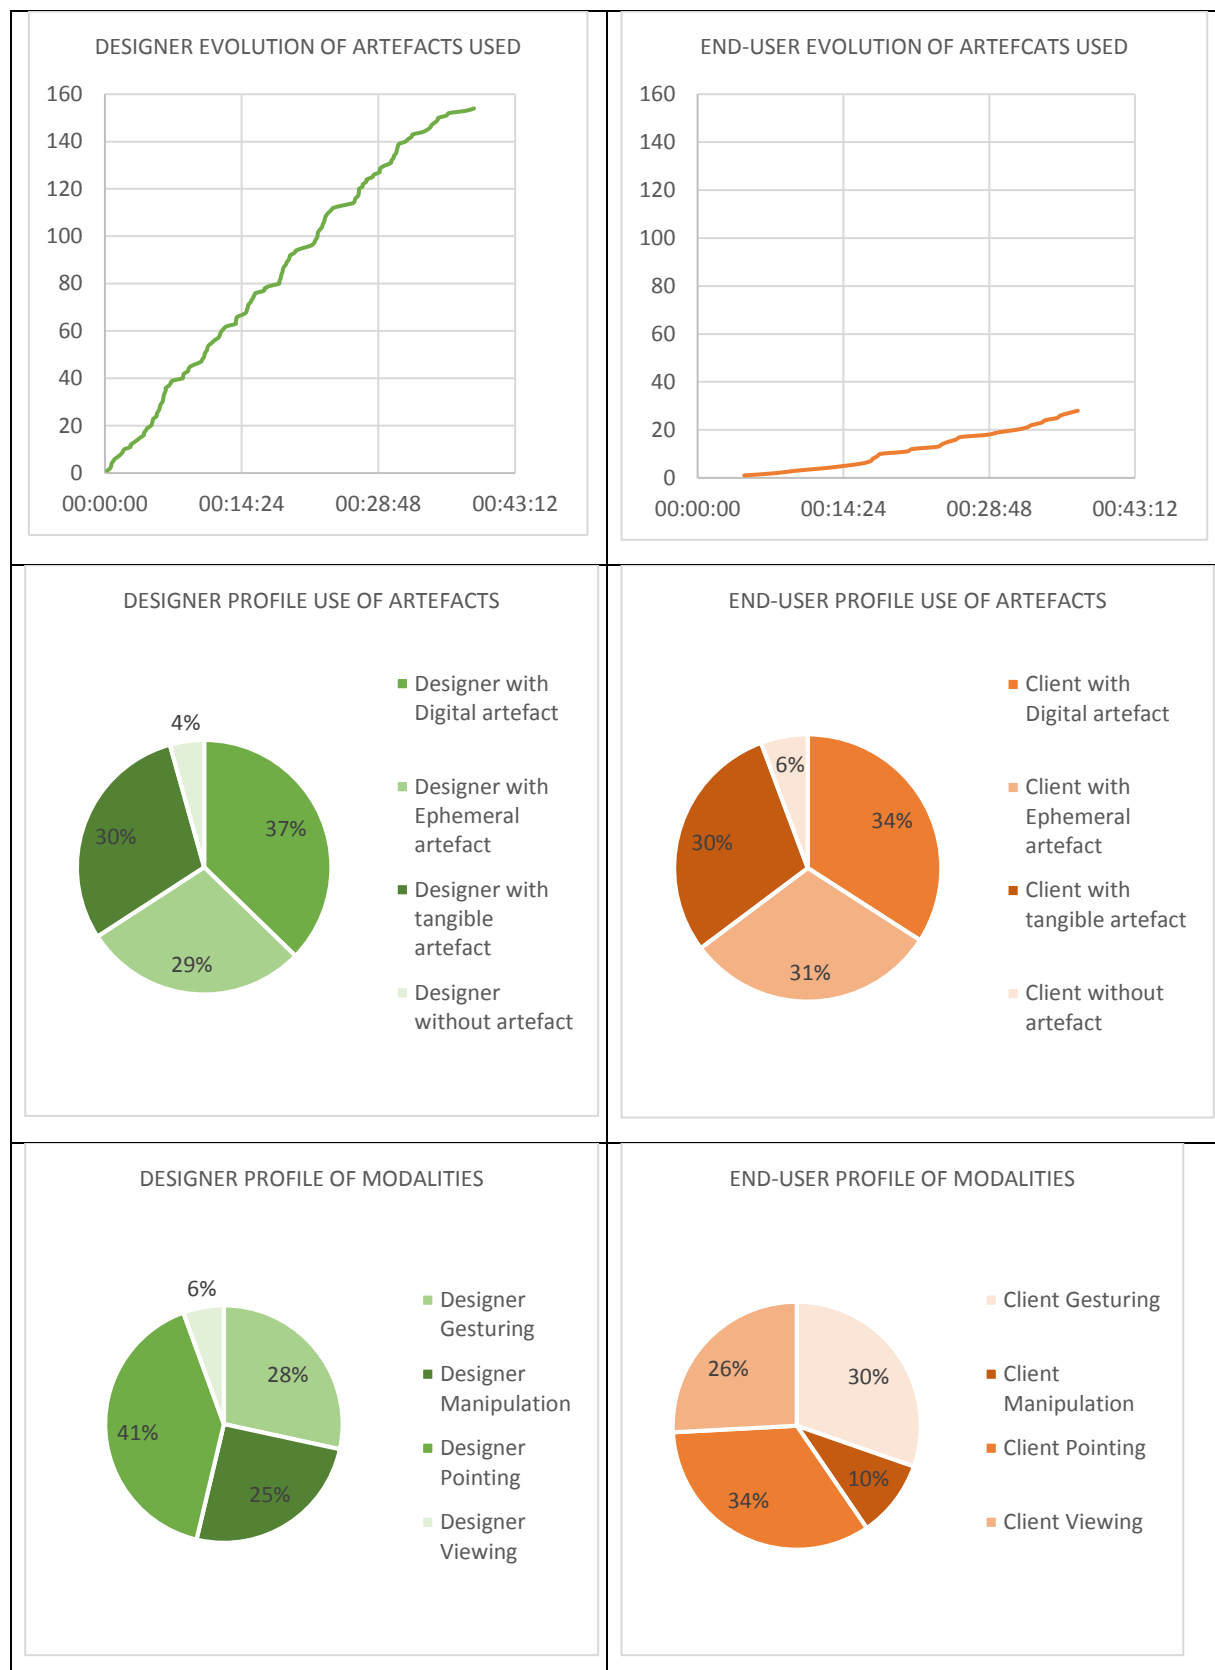 DESIGNER EVOLUTION OF ARTEFACTS USED
160
140
120
100
80
60
40
20
0
00:00:00 00:14:24 00:28:48 00:43:12
END-USER EVOLUTION OF ARTEFCATS USED
160
140
120
100
80
60
40
20
0
00:00:00 00:14:24 00:28:48 00:43:12
DESIGNER PROFILE USE OF ARTEFACTS
4%
37%
30%
29%
Designer with
Digital artefact
Designer with
Ephemeral
artefact
Designer with
tangible
artefact
Designer
without artefact
END-USER PROFILE USE OF ARTEFACTS
6%
34%
30%
31%
Client with
Digital artefact
Client with
Ephemeral
artefact
Client with
tangible artefact
Client without
artefact
DESIGNER PROFILE OF MODALITIES
6%
28%
41%
25%
Designer
Gesturing
Designer
Manipulation
Designer
Pointing
Designer
Viewing
END-USER PROFILE OF MODALITIES
26%
30%
10%
34%
Client Gesturing
Client
Manipulation
Client Pointing
Client Viewing